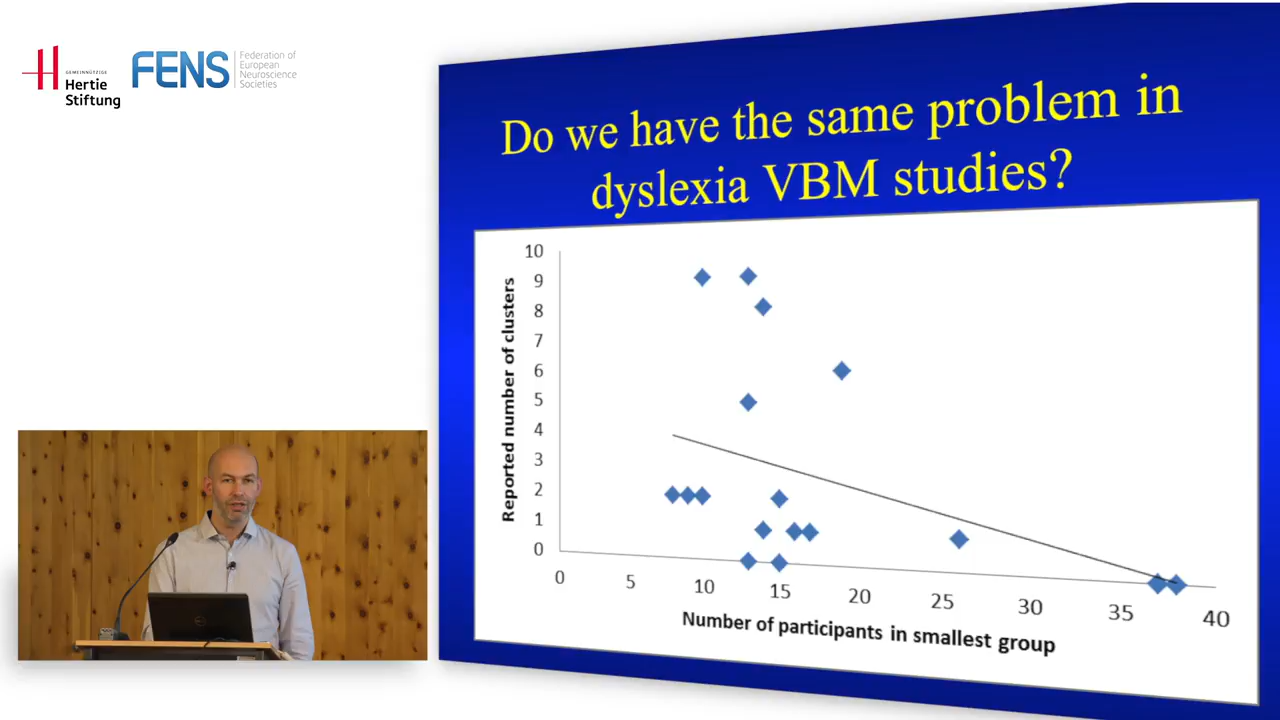 GEMEINNÜTZIGE
Hertie
Stiftung
FENS
Federation of
European
Neuroscience
Societies
Do we have the same problem in
dyslexia VBM studies?
Reported number of clusters
10
9
8
7
6
5
4
3
2
1
0
0 5 10 15 20 25 30 35 40
Number of participants in smallest group